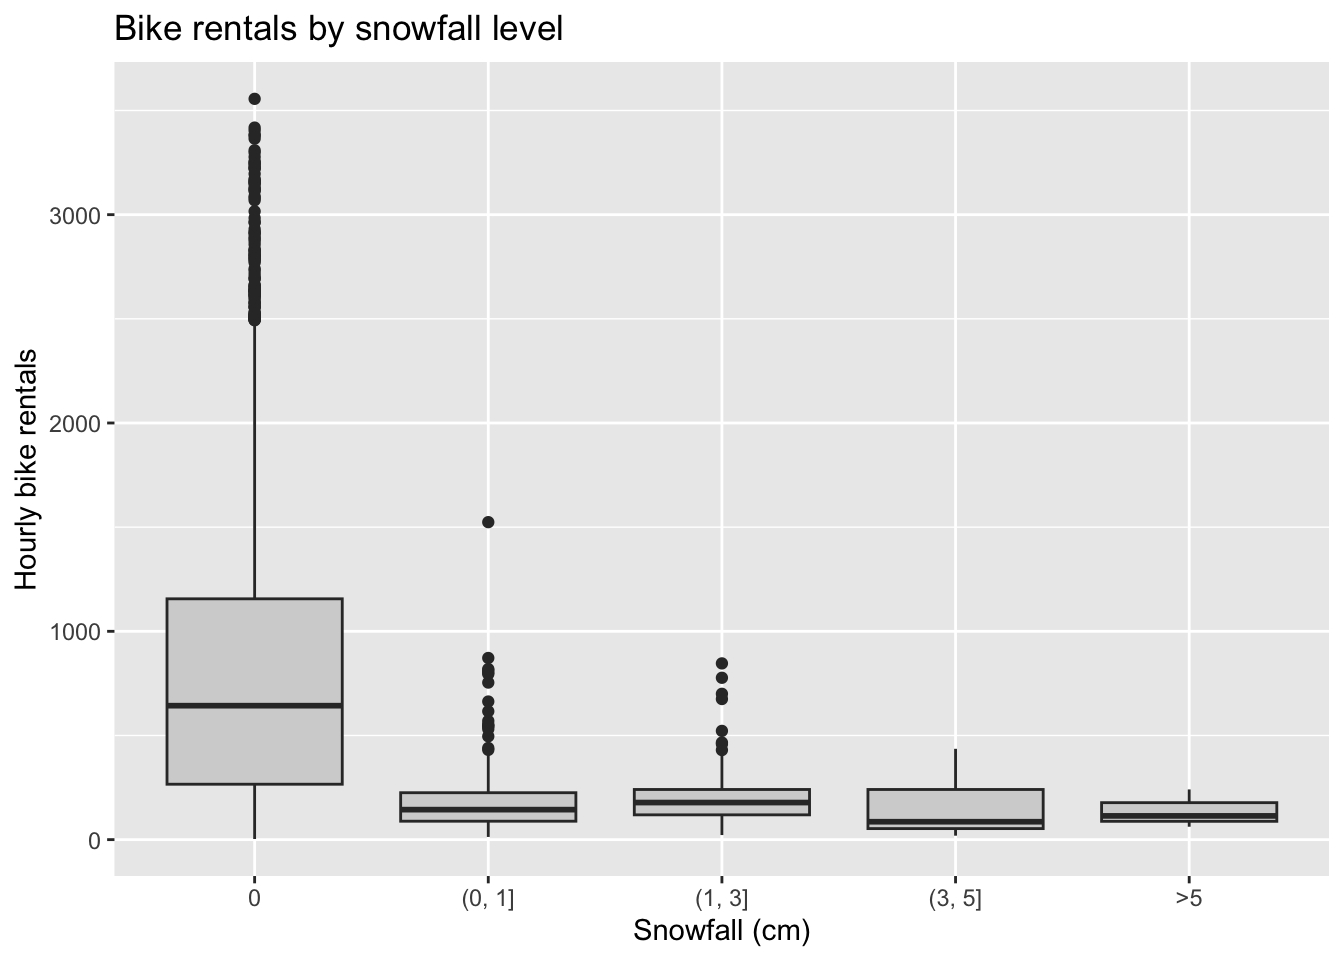 Bike rentals by snowfall level
Hourly bike rentals
3000
2000
1000
0
0 (0, 1] (1, 3] (3, 5] >5
Snowfall (cm)